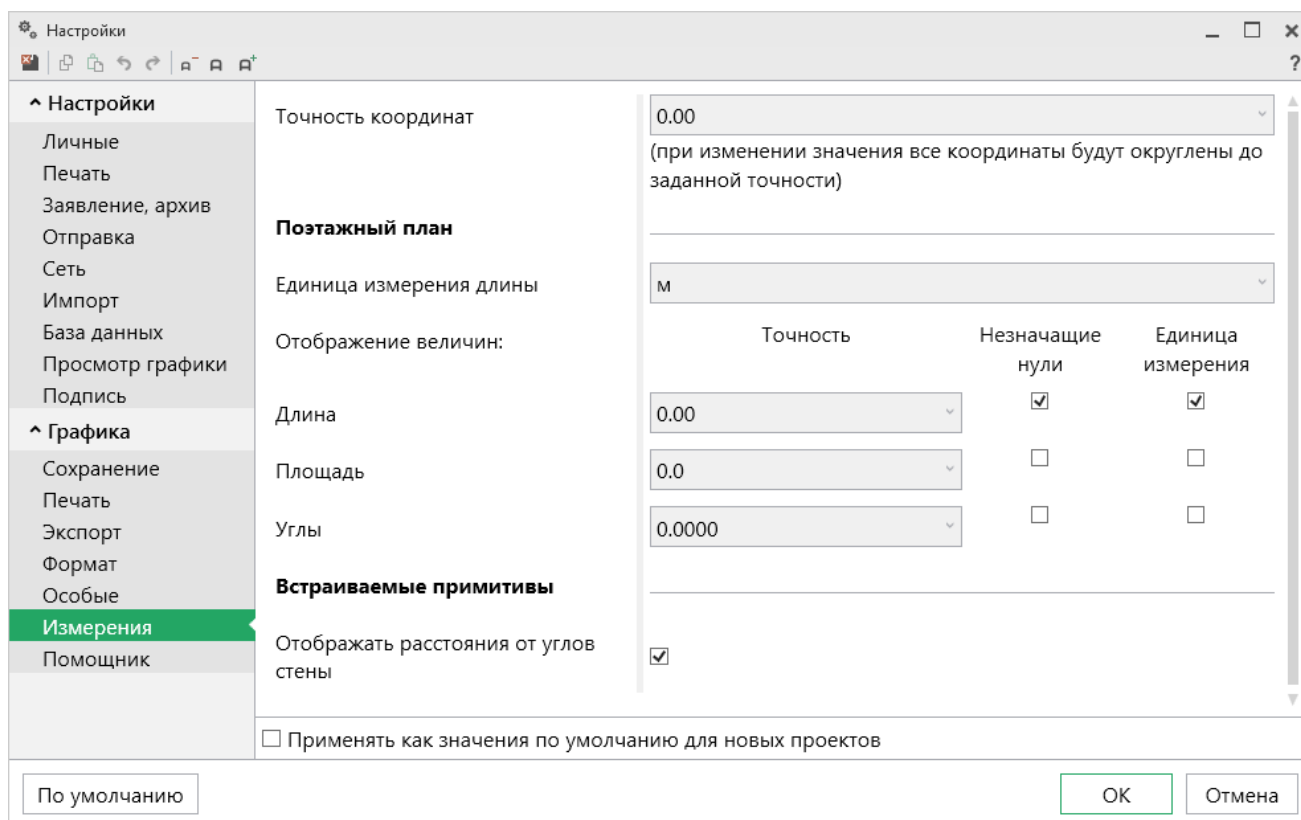 Настройки
?
Настройки
Личные
Печать
Заявление, архив
Отправка
Сеть
Импорт
База данных
Просмотр графики
Подпись
Графика
Сохранение
Печать
Экспорт
Формат
Особые
Измерения
Помощник
Точность координат
0.00
(при изменении значения все координаты будут округлены до
заданной точности)
Поэтажный план
Единица измерения длины
м
Отображение величин:
Точность
Незначащие
нули
Единица
измерения
Длина
0.00
Площадь
0.0
Углы
0.0000
Встраиваемые примитивы
Отображать расстояния от углов
стены
Применять как значения по умолчанию для новых проектов
По умолчанию
ОК
Отмена